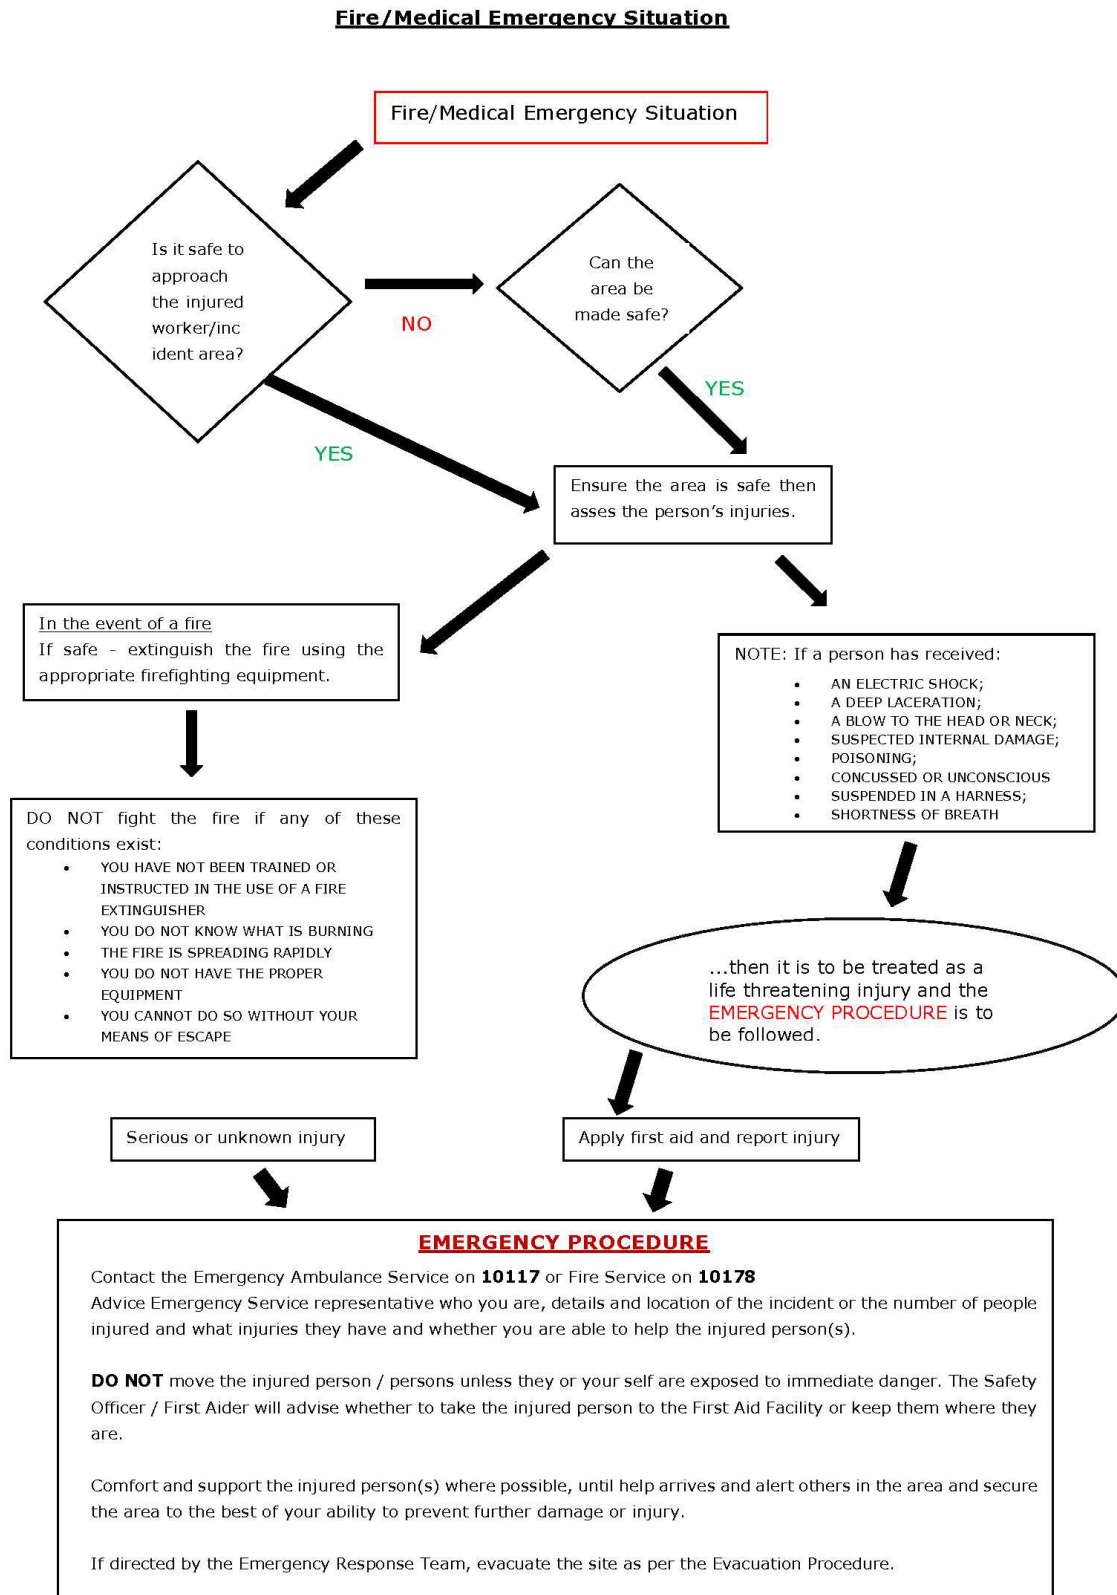 Fire/Medical Emergency Situation
Fire/Medical Emergency Situation
Is it safe to
approach
the injured
worker/inc
ident area?
NO
Can the
area be
made safe?
YES
YES
Ensure the area is safe then
asses the person's injuries.
In the event of a fire
If safe - extinguish the fire using the
appropriate firefighting equipment.
NOTE: If a person has received:
• AN ELECTRIC SHOCK;
• A DEEP LACERATION;
• A BLOW TO THE HEAD OR NECK;
• SUSPECTED INTERNAL DAMAGE;
• POISONING;
• CONCUSSED OR UNCONSCIOUS
• SUSPENDED IN A HARNESS;
• SHORTNESS OF BREATH
DO NOT fight the fire if any of these
conditions exist:
• YOU HAVE NOT BEEN TRAINED OR
INSTRUCTED IN THE USE OF A FIRE
EXTINGUISHER
• YOU DO NOT KNOW WHAT IS BURNING
• THE FIRE IS SPREADING RAPIDLY
• YOU DO NOT HAVE THE PROPER
EQUIPMENT
• YOU CANNOT DO SO WITHOUT YOUR
MEANS OF ESCAPE
...then it is to be treated as a
life threatening injury and the
EMERGENCY PROCEDURE is to
be followed.
Serious or unknown injury
Apply first aid and report injury
EMERGENCY PROCEDURE
Contact the Emergency Ambulance Service on 10117 or Fire Service on 10178
Advice Emergency Service representative who you are, details and location of the incident or the number of people
injured and what injuries they have and whether you are able to help the injured person(s).
DO NOT move the injured person / persons unless they or your self are exposed to immediate danger. The Safety
Officer / First Aider will advise whether to take the injured person to the First Aid Facility or keep them where they
are.
Comfort and support the injured person(s) where possible, until help arrives and alert others in the area and secure
the area to the best of your ability to prevent further damage or injury.
If directed by the Emergency Response Team, evacuate the site as per the Evacuation Procedure.